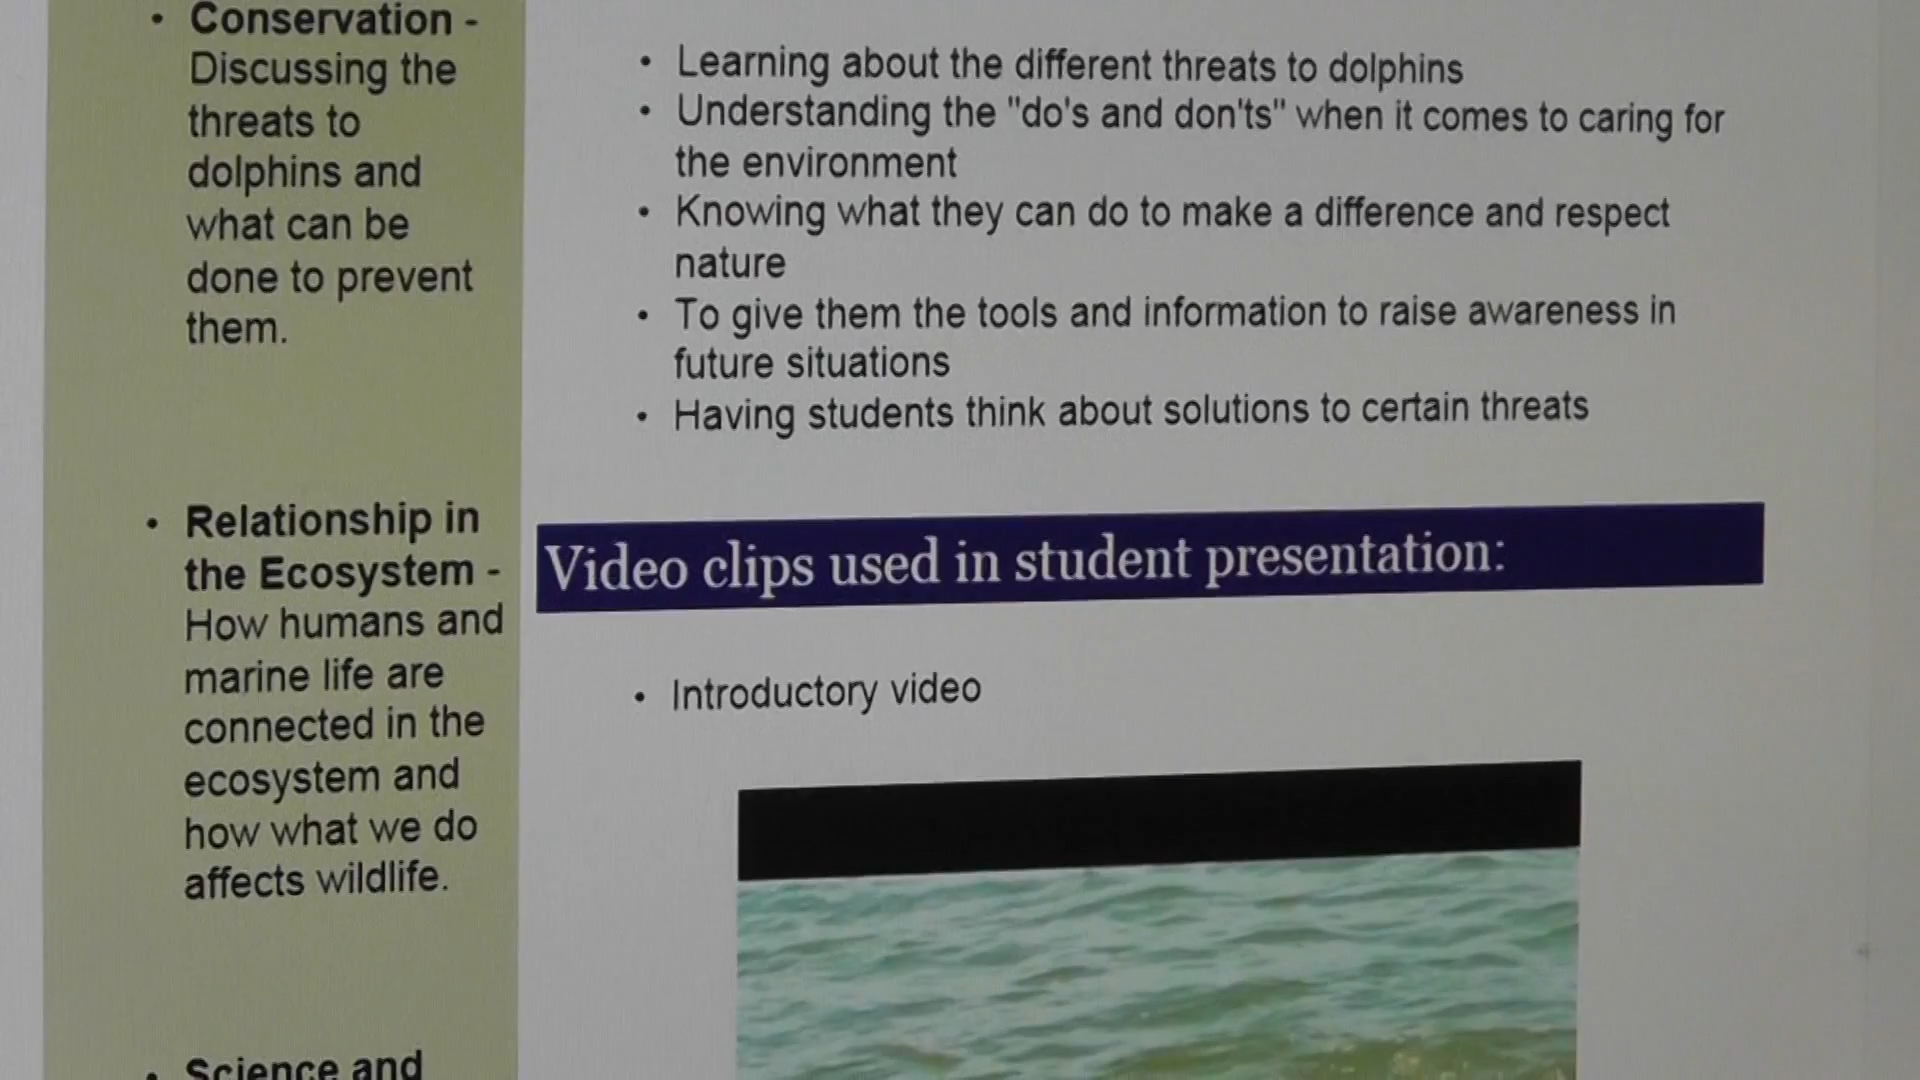 • Conservation -
Discussing the
threats to
dolphins and
what can be
done to prevent
them.
• Relationship in
the Ecosystem -
How humans and
marine life are
connected in the
ecosystem and
how what we do
affects wildlife.
• Science and
• Learning about the different threats to dolphins
• Understanding the "do's and don'ts" when it comes to caring for
the environment
• Knowing what they can do to make a difference and respect
nature
• To give them the tools and information to raise awareness in
future situations
• Having students think about solutions to certain threats
Video clips used in student presentation:
• Introductory video